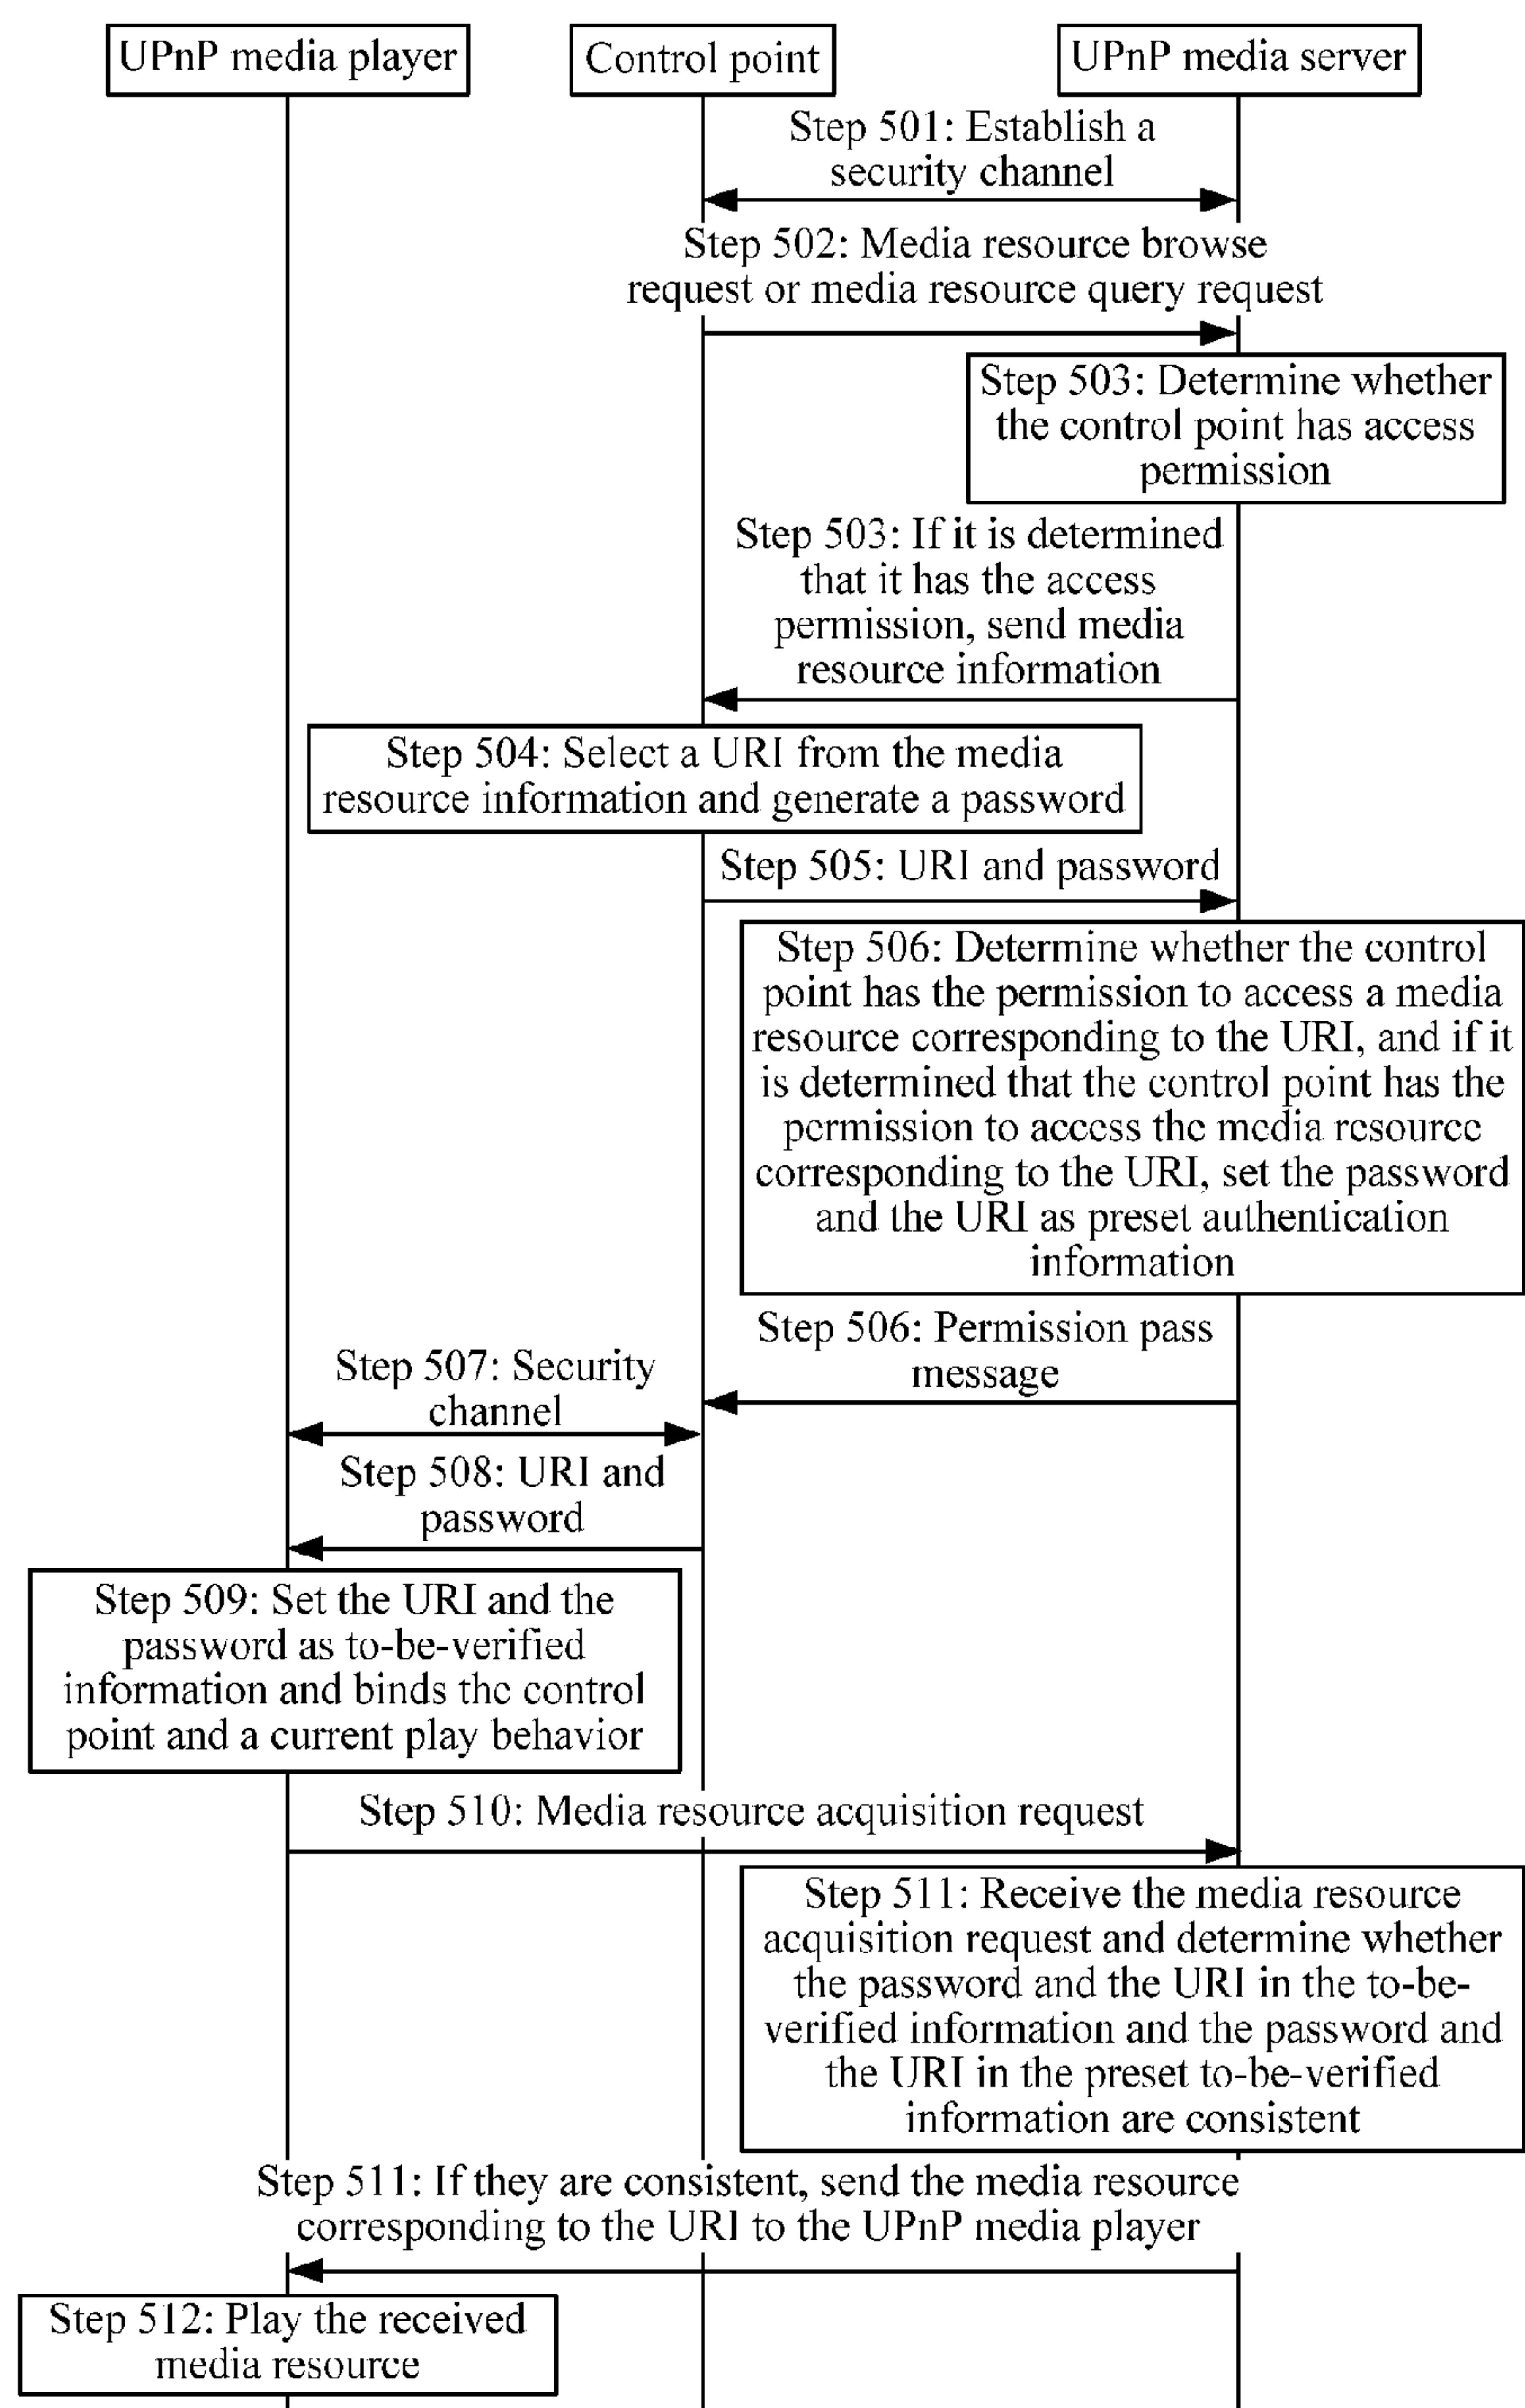 UPnP media player
Control point
UPnP media server
Step 501: Establish a
security channel
Step 502: Media resource browse
request or media resource query request
Step 503: Determine whether
the control point has access
permission
Step 503: If it is determined
that it has the access
permission, send media
resource information
Step 504: Select a URI from the media
resource information and generate a password
Step 505: URI and password
Step 506: Determine whether the control
point has the permission to access a media
resource corresponding to the URI, and if it
is determined that the control point has the
permission to access the media resource
corresponding to the URI, set the password
and the URI as preset authentication
information
Step 506: Permission pass
message
Step 507: Security
channel
Step 508: URI and
password
Step 509: Set the URI and the
password as to-be-verified
information and binds the control
point and a current play behavior
Step 510: Media resource acquisition request
Step 511: Receive the media resource
acquisition request and determine whether
the password and the URI in the to-be-
verified information and the password and
the URI in the preset to-be-verified
information are consistent
Step 511: If they are consistent, send the media resource
corresponding to the URI to the UPnP media player
Step 512: Play the received
media resource